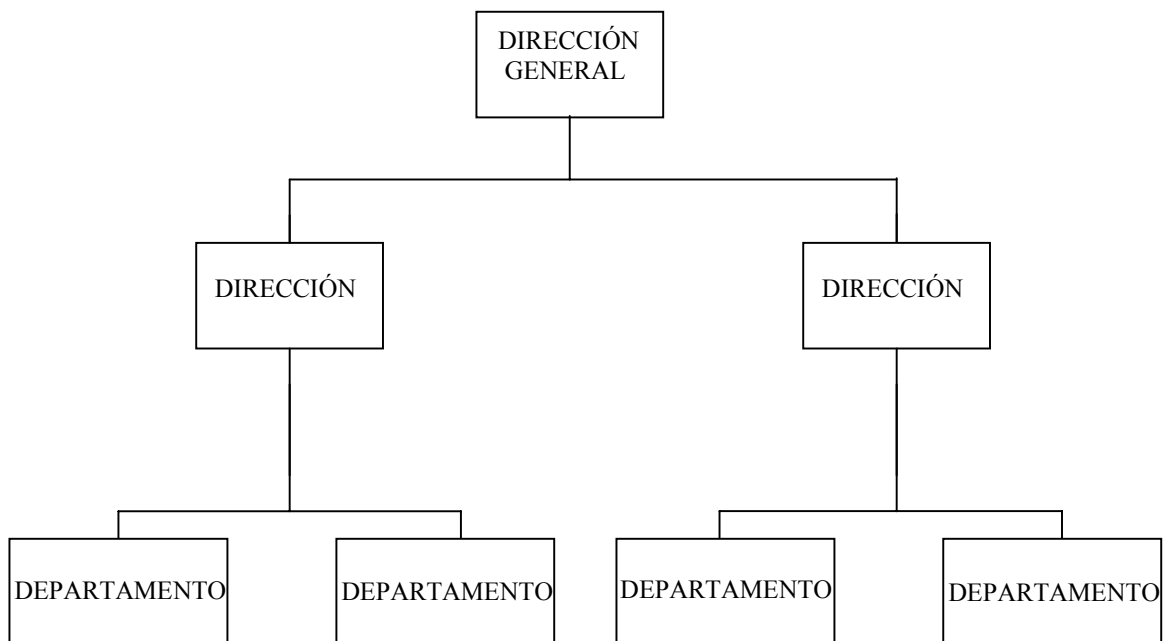 DIRECCIÓN
GENERAL
DIRECCIÓN
DIRECCIÓN
DEPARTAMENTO
DEPARTAMENTO
DEPARTAMENTO
DEPARTAMENTO